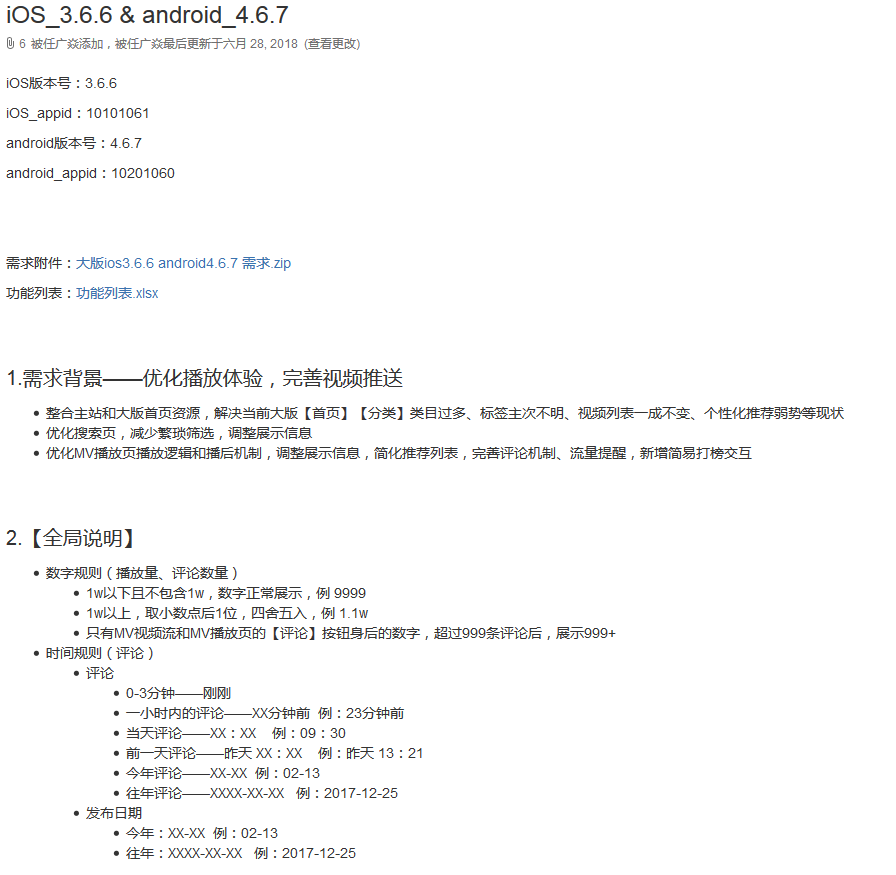 iOS_3.6.6 & android_4.6.7
6 被任广焱添加，被任广焱最后更新于六月 28, 2018 (查看更改)
iOS版本号：3.6.6
iOS_appid：10101061
android版本号：4.6.7
android_appid：10201060
需求附件：大版ios3.6.6 android4.6.7 需求.zip
功能列表：功能列表.xlsx
1.需求背景——优化播放体验，完善视频推送
整合主站和大版首页资源，解决当前大版【首页】【分类】类目过多、标签主次不明、视频列表一成不变、个性化推荐弱势等现状
优化搜索页，减少繁琐筛选，调整展示信息
优化MV播放页播放逻辑和播后机制，调整展示信息，简化推荐列表，完善评论机制、流量提醒，新增简易打榜交互
2.【全局说明】
数字规则（播放量、评论数量）
1w以下且不包含1w，数字正常展示，例 9999
1w以上，取小数点后1位，四舍五入，例 1.1w
只有MV视频流和MV播放页的【评论】按钮身后的数字，超过999条评论后，展示999+
时间规则（评论）
评论
0-3分钟——刚刚
一小时内的评论——XX分钟前 例：23分钟前
当天评论——XX：XX 例：09：30
前一天评论——昨天 XX：XX 例：昨天 13：21
今年评论——XX-XX 例：02-13
往年评论——XXXX-XX-XX 例：2017-12-25
发布日期
今年：XX-XX 例：02-13
往年：XXXX-XX-XX 例：2017-12-25